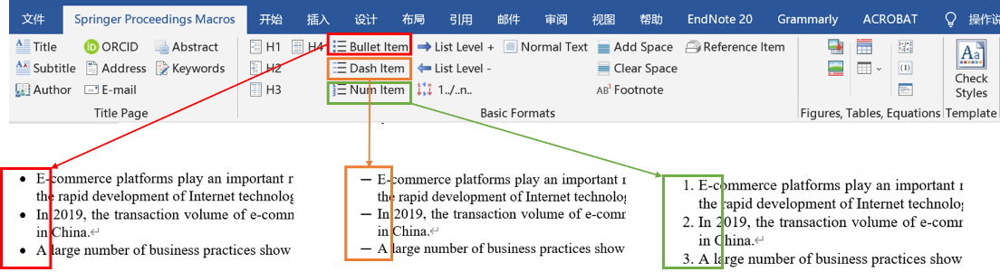 文件 Springer Proceedings Macros 开始 插入 设计 布局 引用 邮件 审阅 视图 帮助 EndNote 20 Grammarly ACROBAT 操作说
Title ORCID Abstract H1 H4 Bullet Item List Level + Normal Text Add Space Reference Item
Subtitle Address Keywords H2 Dash Item List Level - Clear Space (1)
Author E-mail H3 Num Item 1../..n.. AB¹ Footnote
Check
Styles
Title Page Basic Formats Figures, Tables, Equations Template
• E-commerce platforms play an important r
the rapid development of Internet technolog
• In 2019, the transaction volume of e-comn
in China.↵
• A large number of business practices show
— E-commerce platforms play an important r
the rapid development of Internet technolo
— In 2019, the transaction volume of e-comn
in China.↵
— A large number of business practices show
1. E-commerce platforms play an important r
the rapid development of Internet technolog
2. In 2019, the transaction volume of e-comn
in China.↵
3. A large number of business practices show